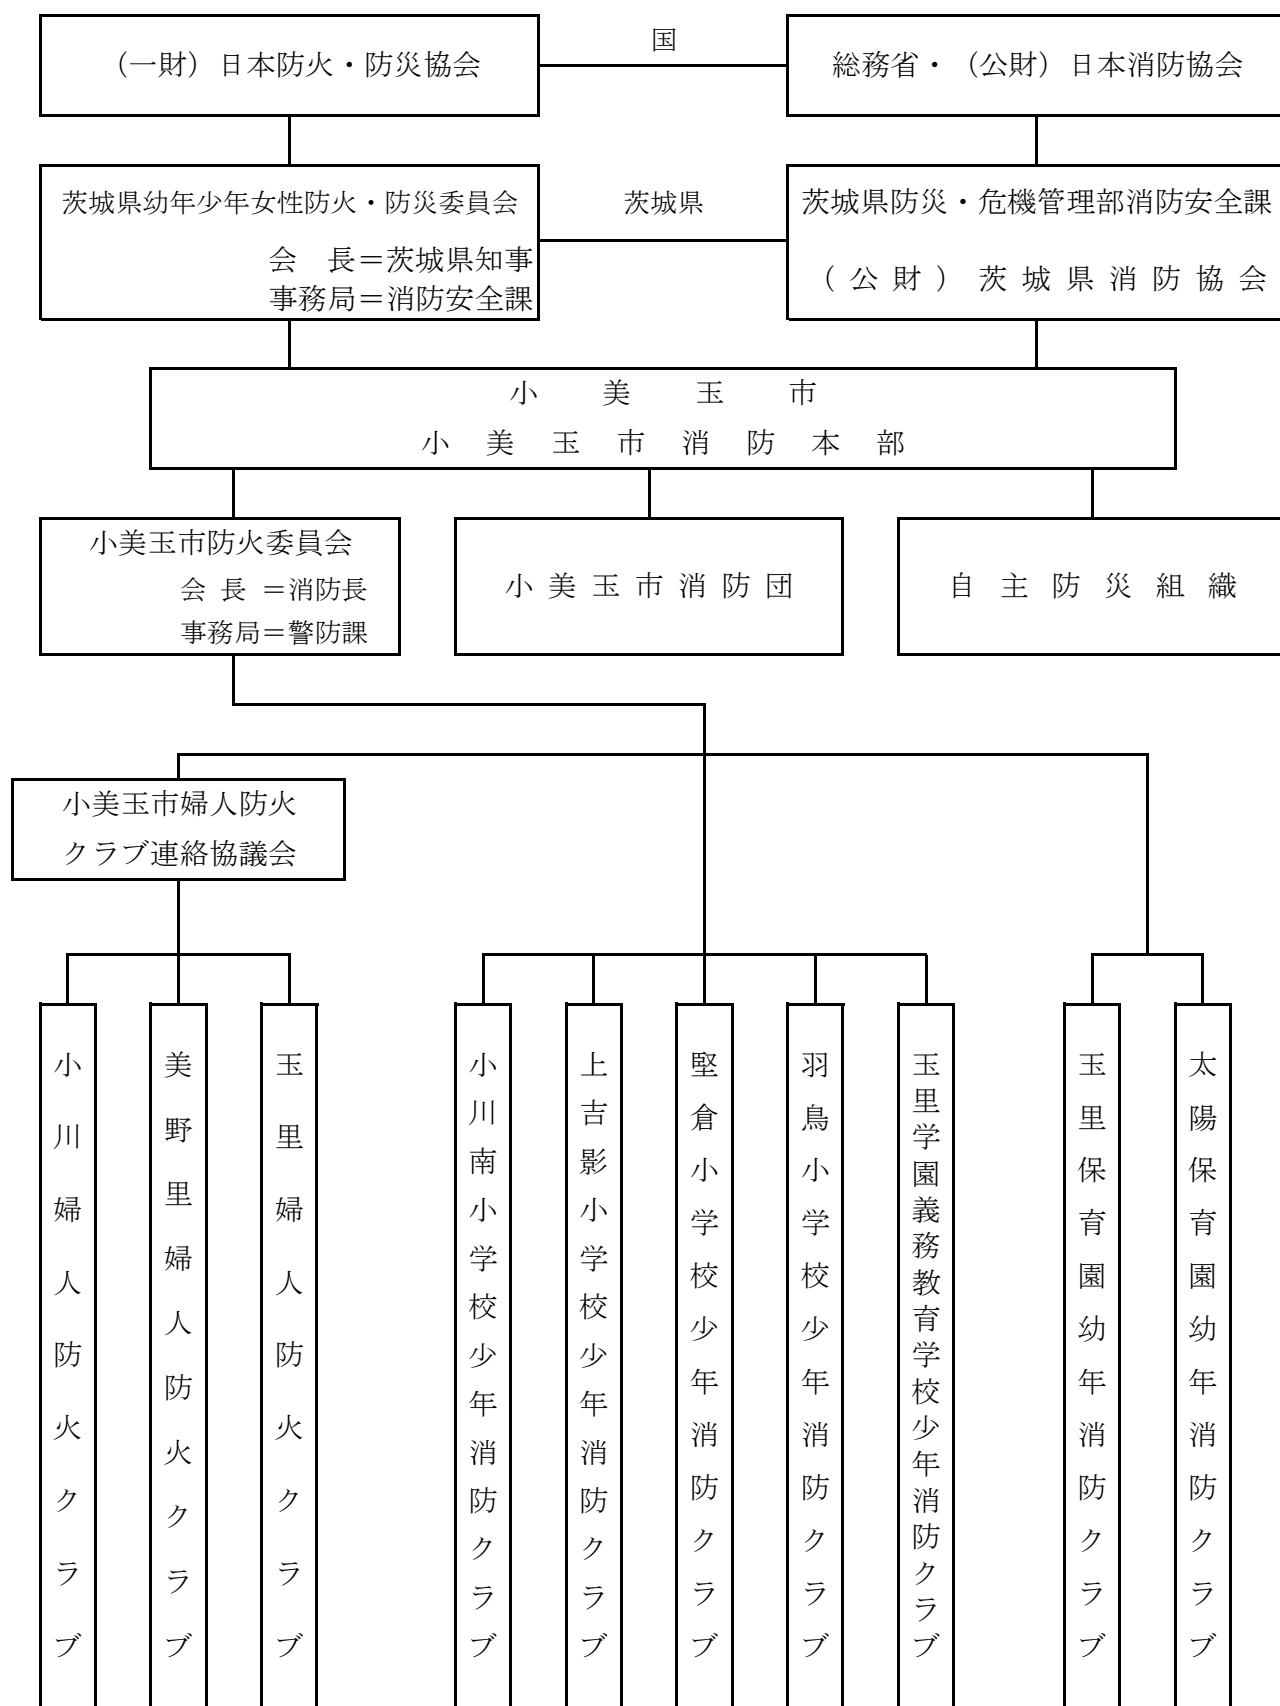 （一財）日本防火・防災協会
国
総務省・（公財）日本消防協会
茨城県幼年少年女性防火・防災委員会
会　長＝茨城県知事
事務局＝消防安全課
茨城県
茨城県防災・危機管理部消防安全課
（公財）茨城県消防協会
小美玉市
小美玉市消防本部
小美玉市防火委員会
会長＝消防長
事務局＝警防課
小美玉市消防団
自主防災組織
小美玉市婦人防火
クラブ連絡協議会
小川婦人防火クラブ
美野里婦人防火クラブ
玉里婦人防火クラブ
小川南小学校少年消防クラブ
上吉影小学校少年消防クラブ
堅倉小学校少年消防クラブ
羽鳥小学校少年消防クラブ
玉里学園義務教育学校少年消防クラブ
玉里保育園幼年消防クラブ
太陽保育園幼年消防クラブ